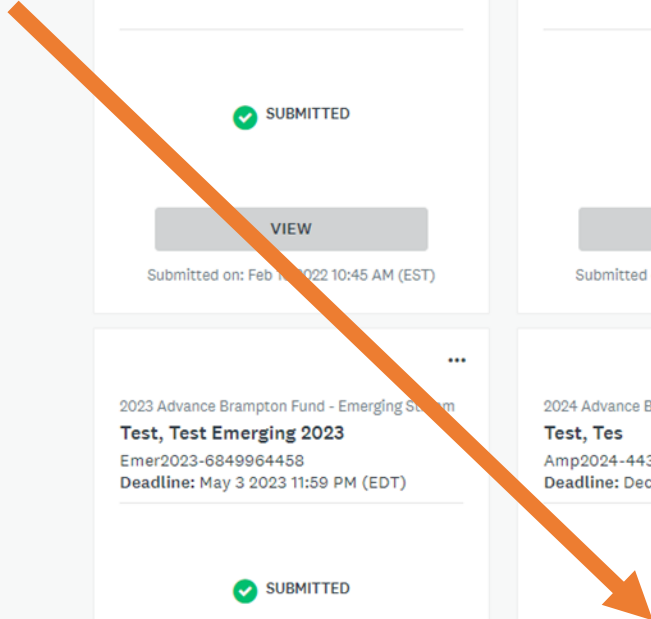 SUBMITTED
VIEW
Submitted on: Feb 2022 10:45 AM (EST)
Submitted
2023 Advance Brampton Fund - Emerging
Test, Test Emerging 2023
Emer2023-6849964458
Deadline: May 3 2023 11:59 PM (EDT)
SUBMITTED
2024 Advance B
Test, Tes
Amp2024-443
Deadline: Dec